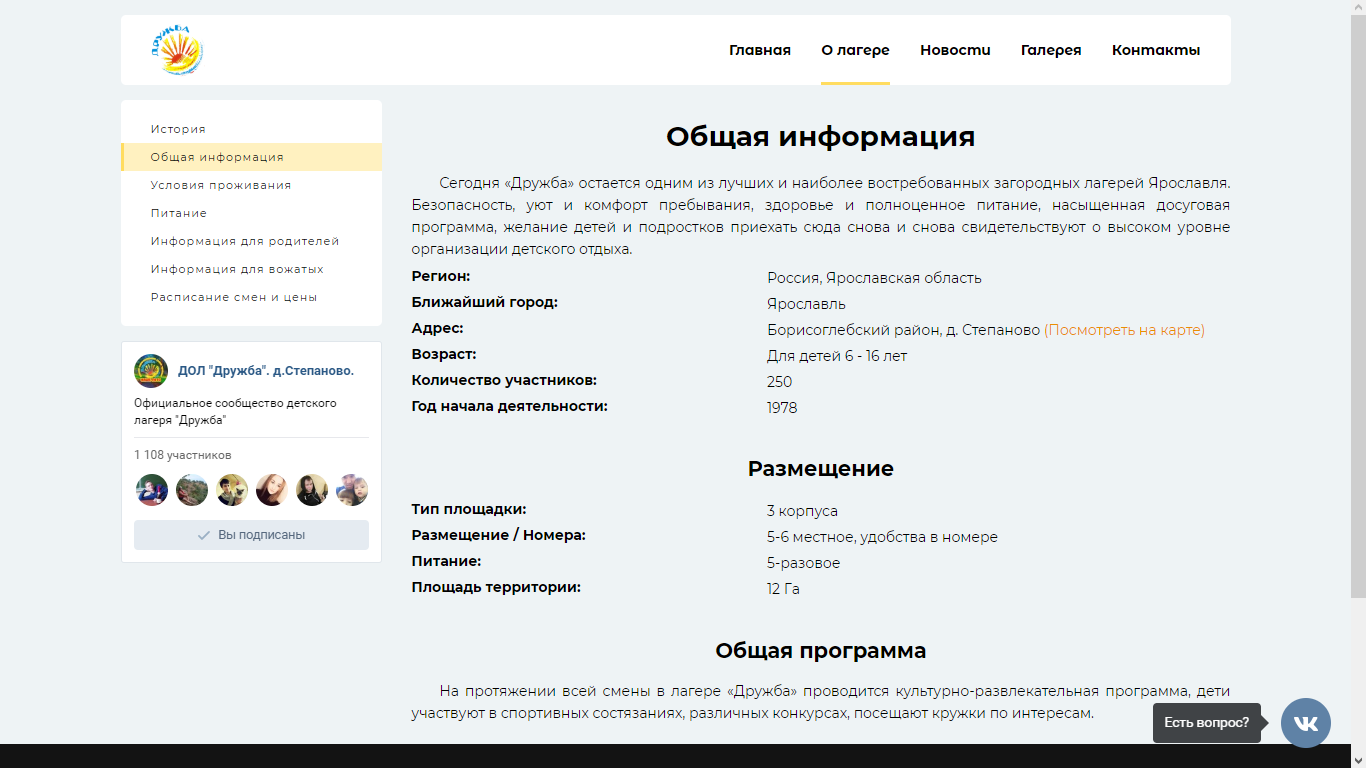 ДРУЖБА
Главная
О лагере
Новости
Галерея
Контакты
История
Общая информация
Условия проживания
Питание
Информация для родителей
Информация для вожатых
Расписание смен и цены
ДОЛ "Дружба". д.Степаново.
Официальное сообщество детского
лагеря "Дружба"
1 108 участников
Вы подписаны
Общая информация
Сегодня «Дружба» остается одним из лучших и наиболее востребованных загородных лагерей Ярославля.
Безопасность, уют и комфорт пребывания, здоровье и полноценное питание, насыщенная досуговая
программа, желание детей и подростков приехать сюда снова и снова свидетельствуют о высоком уровне
организации детского отдыха.
Регион: Россия, Ярославская область
Ближайший город: Ярославль
Адрес: Борисоглебский район, д. Степаново (Посмотреть на карте)
Возраст: Для детей 6 - 16 лет
Количество участников: 250
Год начала деятельности: 1978
Размещение
Тип площадки: 3 корпуса
Размещение / Номера: 5-6 местное, удобства в номере
Питание: 5-разовое
Площадь территории: 12 Га
Общая программа
На протяжении всей смены в лагере «Дружба» проводится культурно-развлекательная программа, дети
участвуют в спортивных состязаниях, различных конкурсах, посещают кружки по интересам.
Есть вопрос?